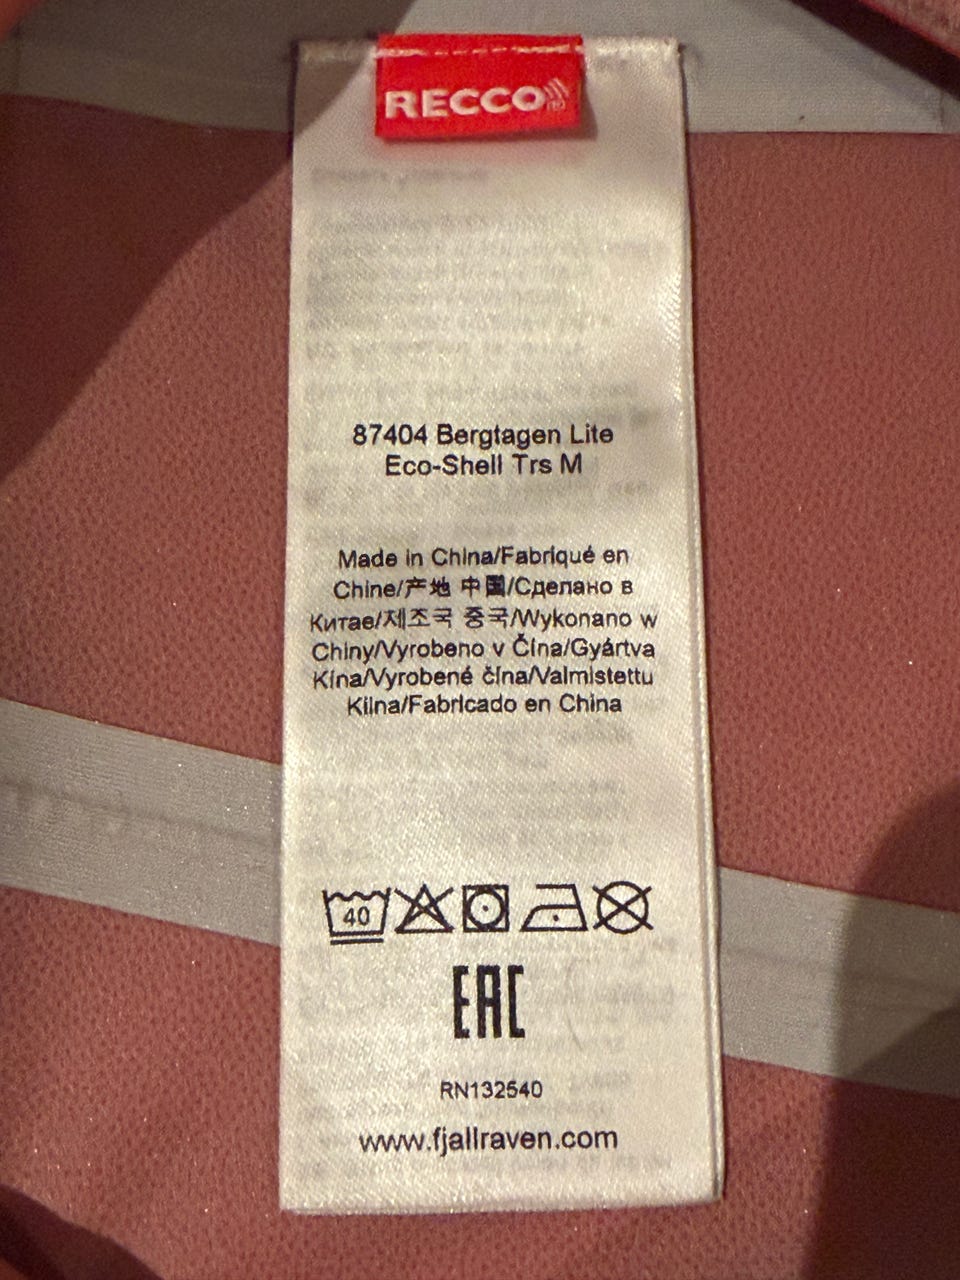 RECCO
87404 Bergtagen Lite
Eco-Shell Trs M
Made in China/Fabriqué en
Chine/产地 中国/Сделано в
Китае/제조국 중국/Wykonano w
Chiny/Vyrobeno v Čína/Gyártva
Kína/Vyrobené čína/Valmistettu
Kiina/Fabricado en China
40
EAC
RN132540
www.fjallraven.com